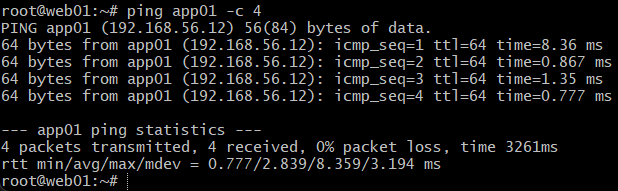 root@web01:~# ping app01 -c 4
PING app01 (192.168.56.12) 56(84) bytes of data.
64 bytes from app01 (192.168.56.12): icmp_seq=1 ttl=64 time=8.36 ms
64 bytes from app01 (192.168.56.12): icmp_seq=2 ttl=64 time=0.867 ms
64 bytes from app01 (192.168.56.12): icmp_seq=3 ttl=64 time=1.35 ms
64 bytes from app01 (192.168.56.12): icmp_seq=4 ttl=64 time=0.777 ms

--- app01 ping statistics ---
4 packets transmitted, 4 received, 0% packet loss, time 3261ms
rtt min/avg/max/mdev = 0.777/2.839/8.359/3.194 ms
root@web01:~#